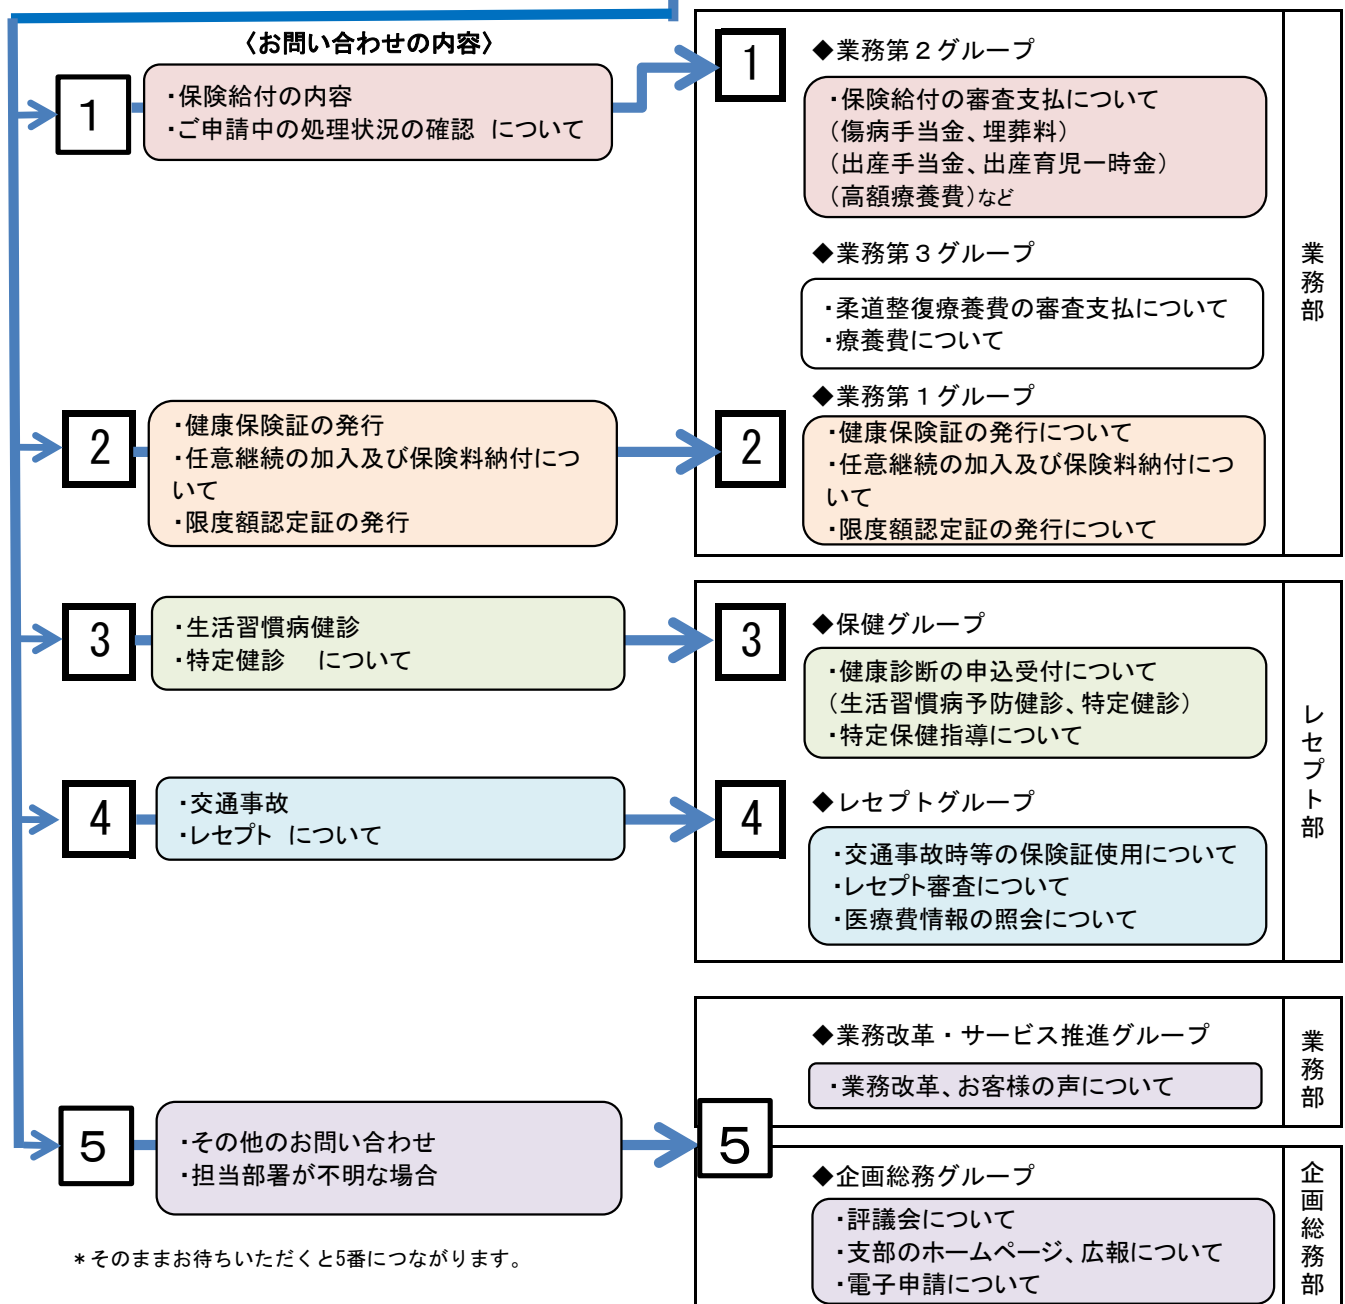 〈お問い合わせの内容〉
1
・保険給付の内容
・ご申請中の処理状況の確認 について
1
◆業務第２グループ
・保険給付の審査支払について
（傷病手当金、埋葬料）
（出産手当金、出産育児一時金）
（高額療養費）など
◆業務第３グループ
・柔道整復療養費の審査支払について
・療養費について
業務部
2
・健康保険証の発行
・任意継続の加入及び保険料納付につ
いて
・限度額認定証の発行
2
◆業務第１グループ
・健康保険証の発行について
・任意継続の加入及び保険料納付につ
いて
・限度額認定証の発行について
3
・生活習慣病健診
・特定健診 について
3
◆保健グループ
・健康診断の申込受付について
（生活習慣病予防健診、特定健診）
・特定保健指導について
レセプト部
4
・交通事故
・レセプト について
4
◆レセプトグループ
・交通事故時等の保険証使用について
・レセプト審査について
・医療費情報の照会について
5
・その他のお問い合わせ
・担当部署が不明な場合
5
◆業務改革・サービス推進グループ
・業務改革、お客様の声について
業務部
◆企画総務グループ
・評議会について
・支部のホームページ、広報について
・電子申請について
企画総務部
＊そのままお待ちいただくと5番につながります。